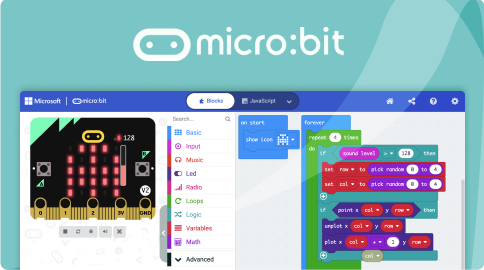 micro:bit
Microsoft
micro:bit
Blocks
JavaScript
128
V2
0 1 2 3V GND
Search...
Basic
Input
Music
Led
Radio
Loops
Logic
Variables
Math
Advanced
on start
show icon
forever
repeat 4 times
do
if sound level > 128 then
set row to pick random 0 to 4
set col to pick random 0 to 4
if point x col y row then
unplot x col y row
plot x col + 1 y row
col